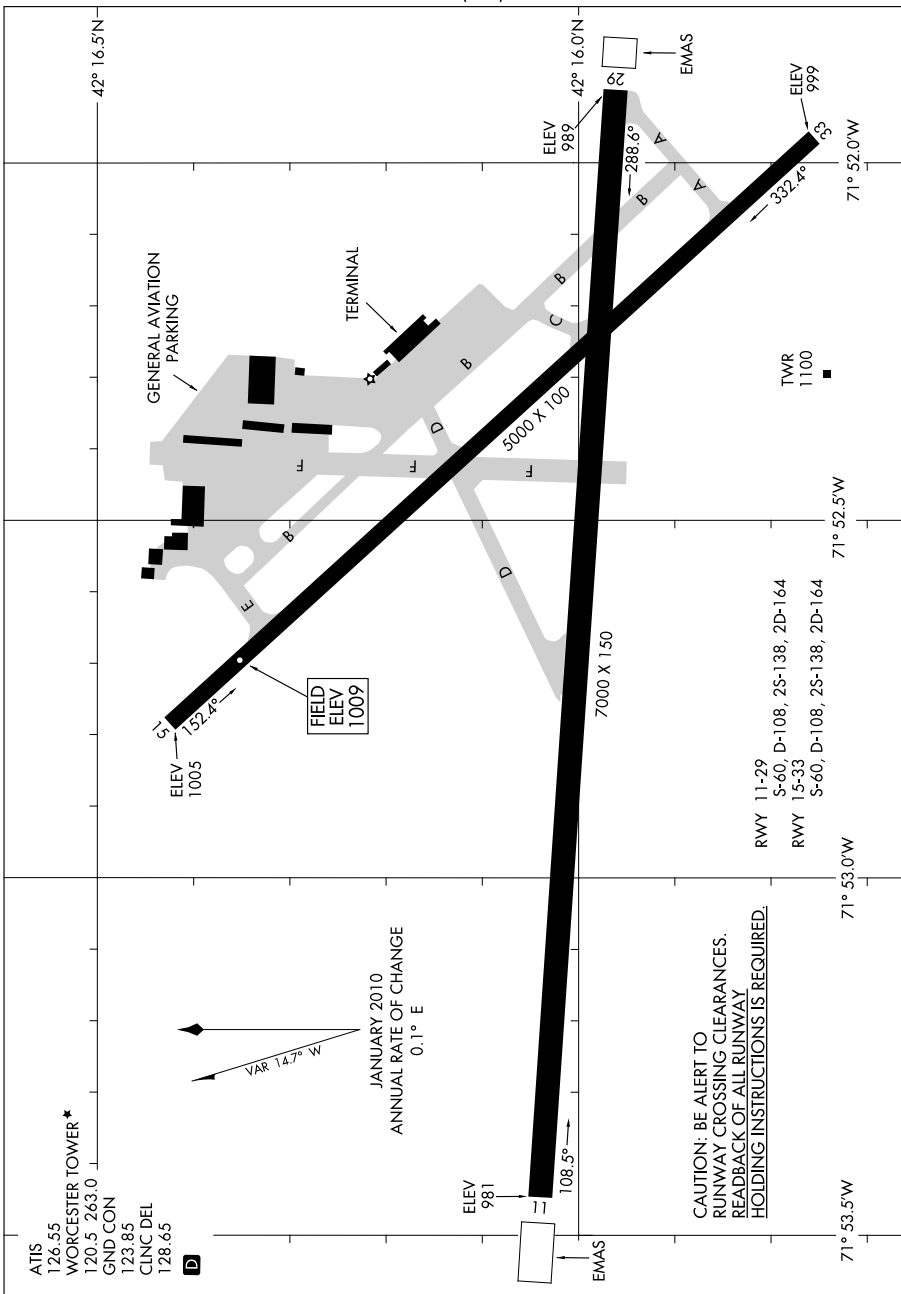 ATIS
126.55
WORCESTER TOWER★
120.5 263.0
GND CON
123.85
CLNC DEL
128.65
D
VAR 14.7° W
JANUARY 2010
ANNUAL RATE OF CHANGE
0.1° E
42° 16.5'N
42° 16.0'N
GENERAL AVIATION
PARKING
TERMINAL
15
152.4°
ELEV
1005
FIELD
ELEV
1009
E
B
F
F
F
D
D
B
C
B
B
A
A
5000 X 100
7000 X 150
ELEV
989
29
288.6°
EMAS
ELEV
999
33
332.4°
TWR
1100
ELEV
981
11
108.5°
EMAS
CAUTION: BE ALERT TO
RUNWAY CROSSING CLEARANCES.
READBACK OF ALL RUNWAY
HOLDING INSTRUCTIONS IS REQUIRED.
RWY 11-29
S-60, D-108, 2S-138, 2D-164
RWY 15-33
S-60, D-108, 2S-138, 2D-164
71° 53.5'W
71° 53.0'W
71° 52.5'W
71° 52.0'W